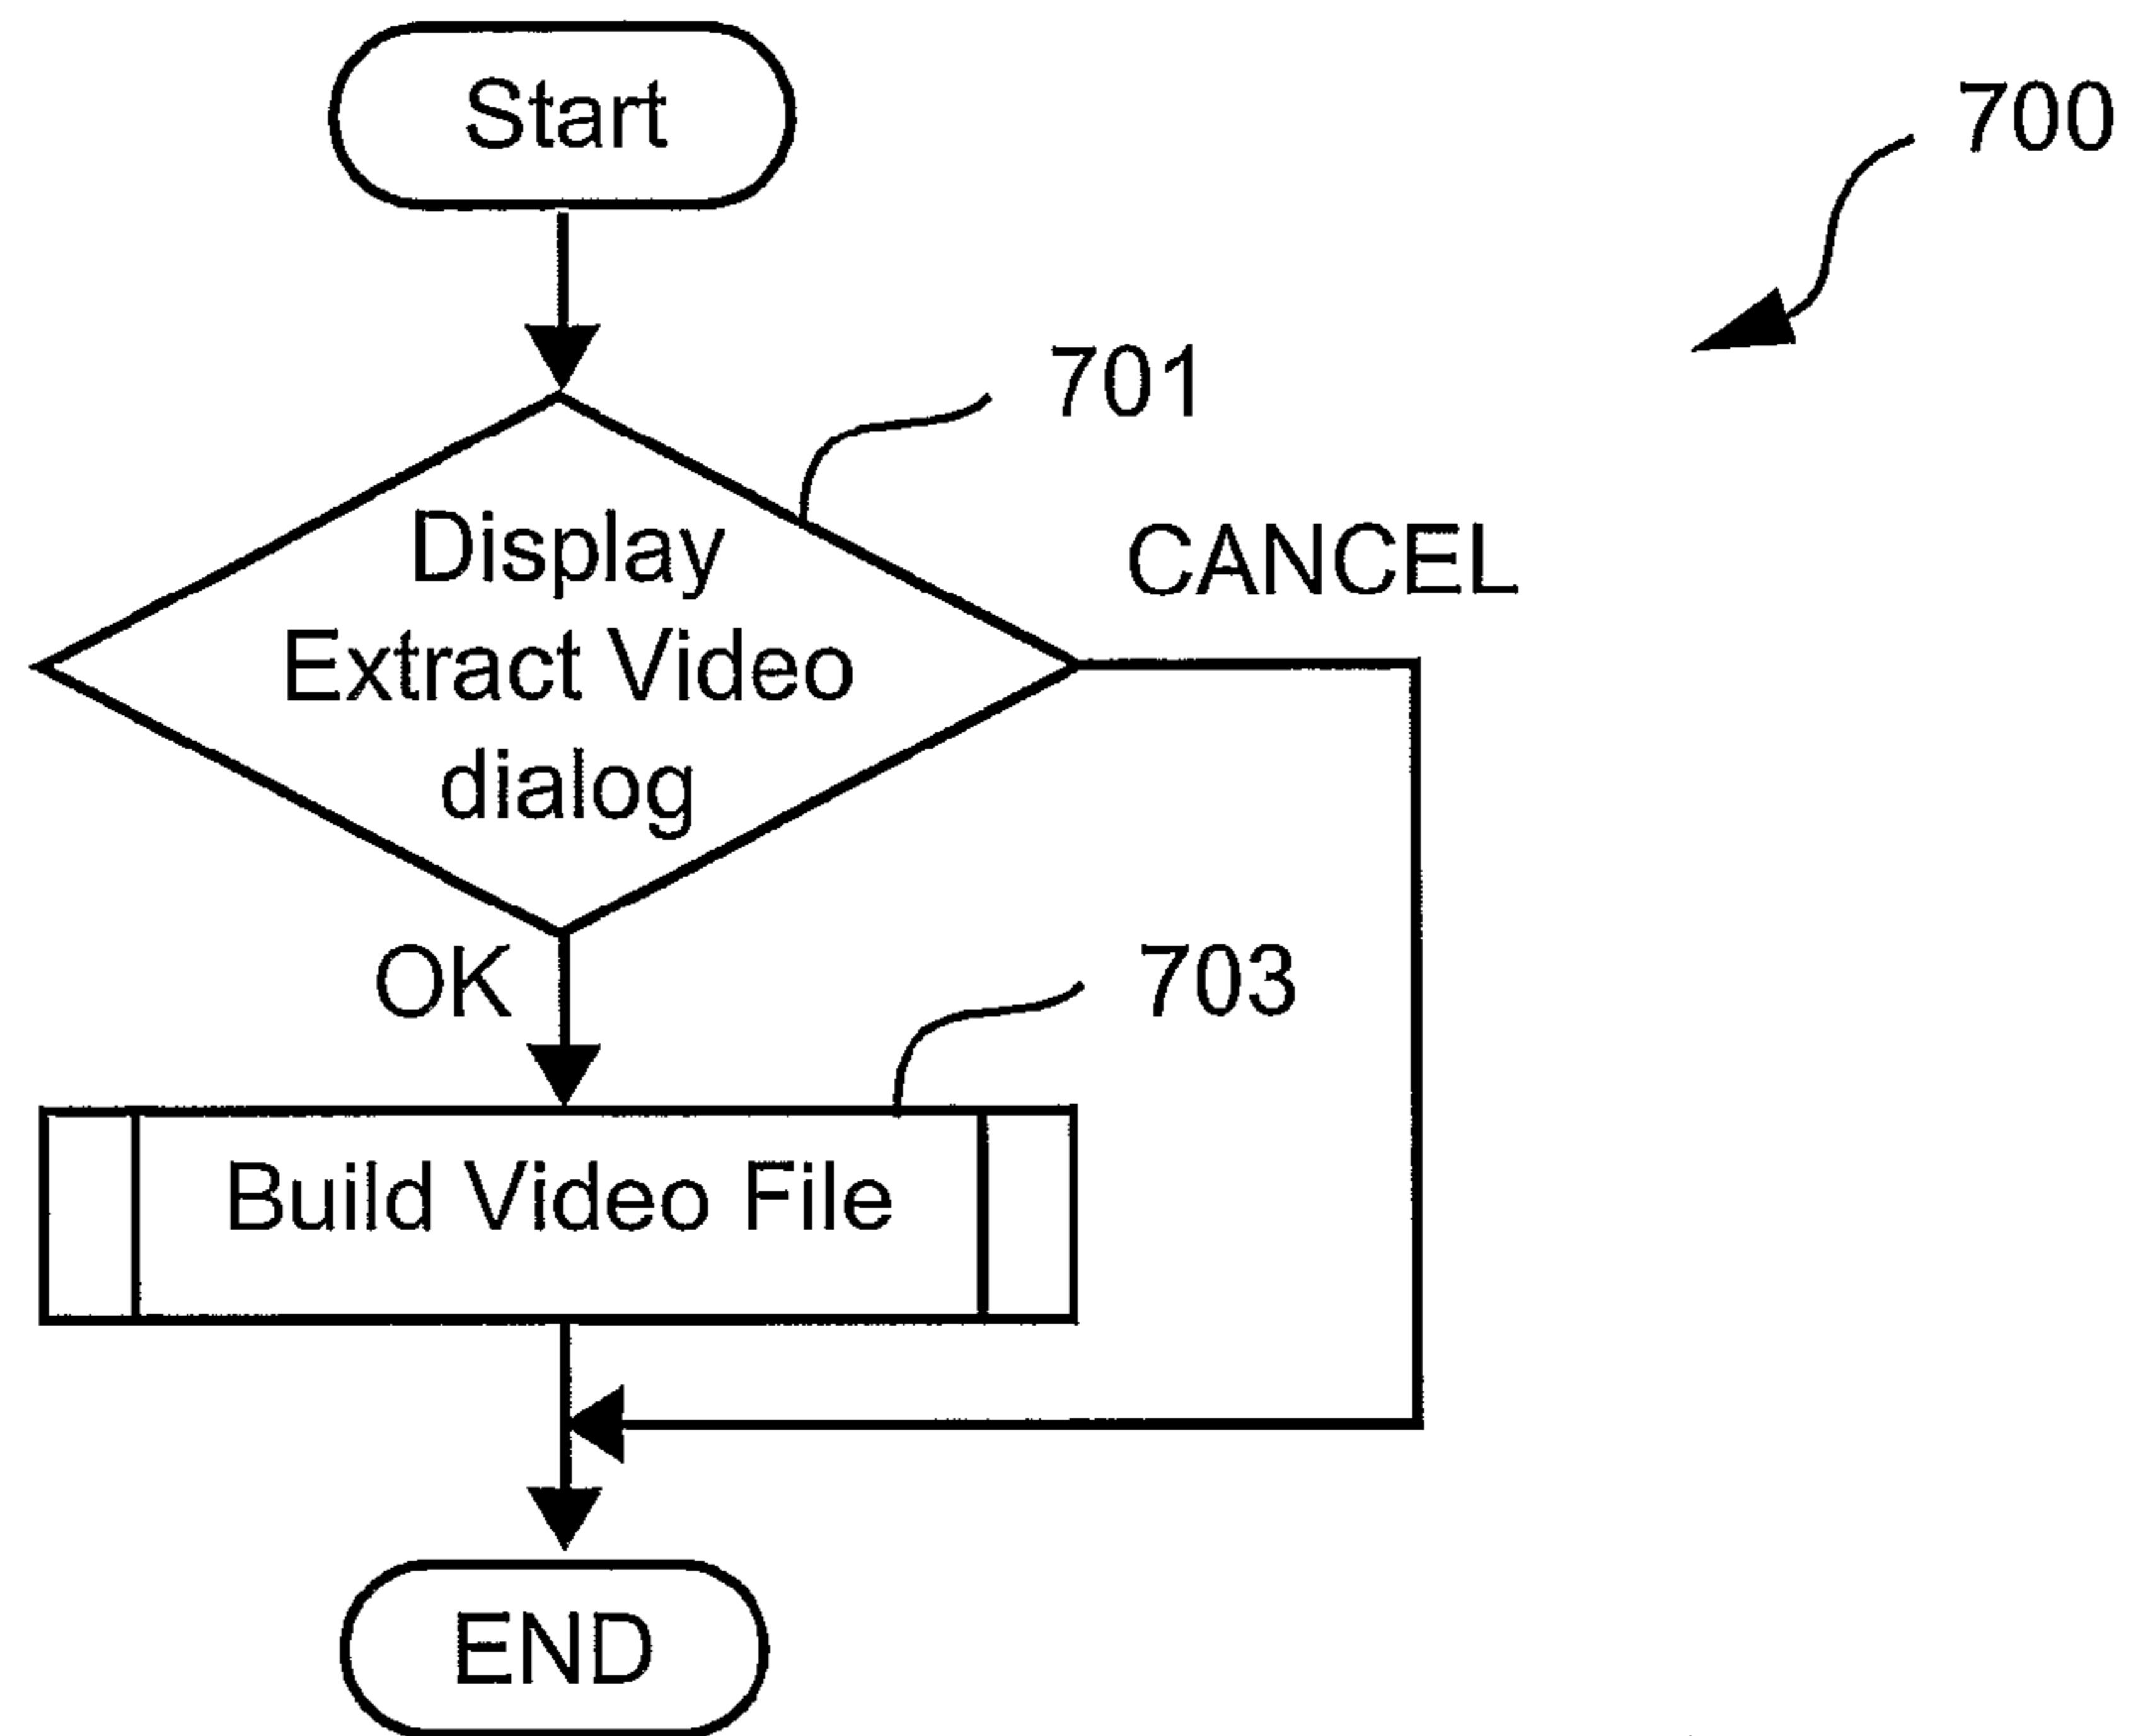 Start
700
701
Display
Extract Video
dialog
CANCEL
OK
703
Build Video File
END